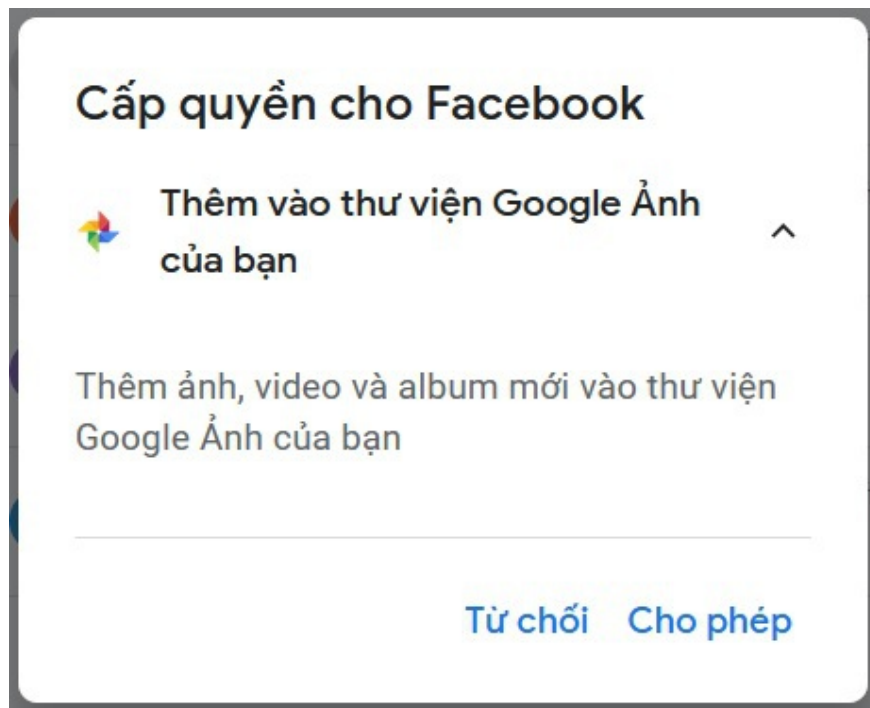 Cấp quyền cho Facebook
Thêm vào thư viện Google Ảnh
của bạn
Thêm ảnh, video và album mới vào thư viện
Google Ảnh của bạn
Từ chối Cho phép